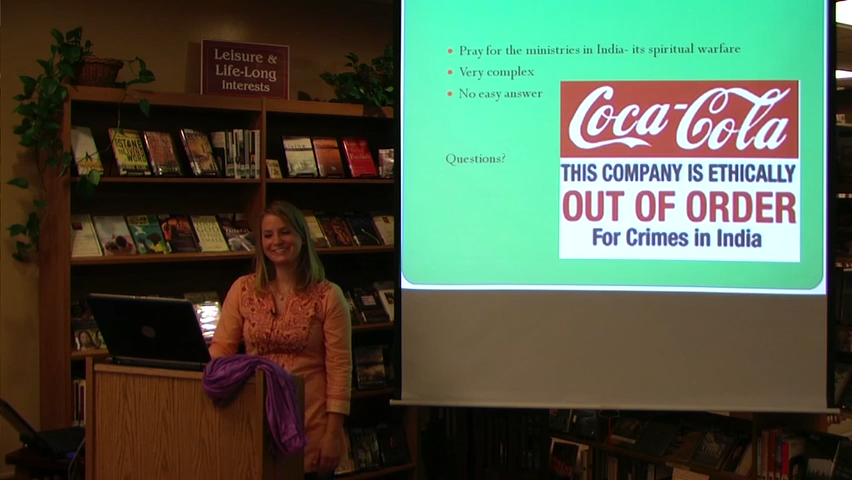 Leisure &
Life-Long
Interests
Pray for the ministries in India- its spiritual warfare
Very complex
No easy answer
Questions?
Coca-Cola
THIS COMPANY IS ETHICALLY
OUT OF ORDER
For Crimes in India